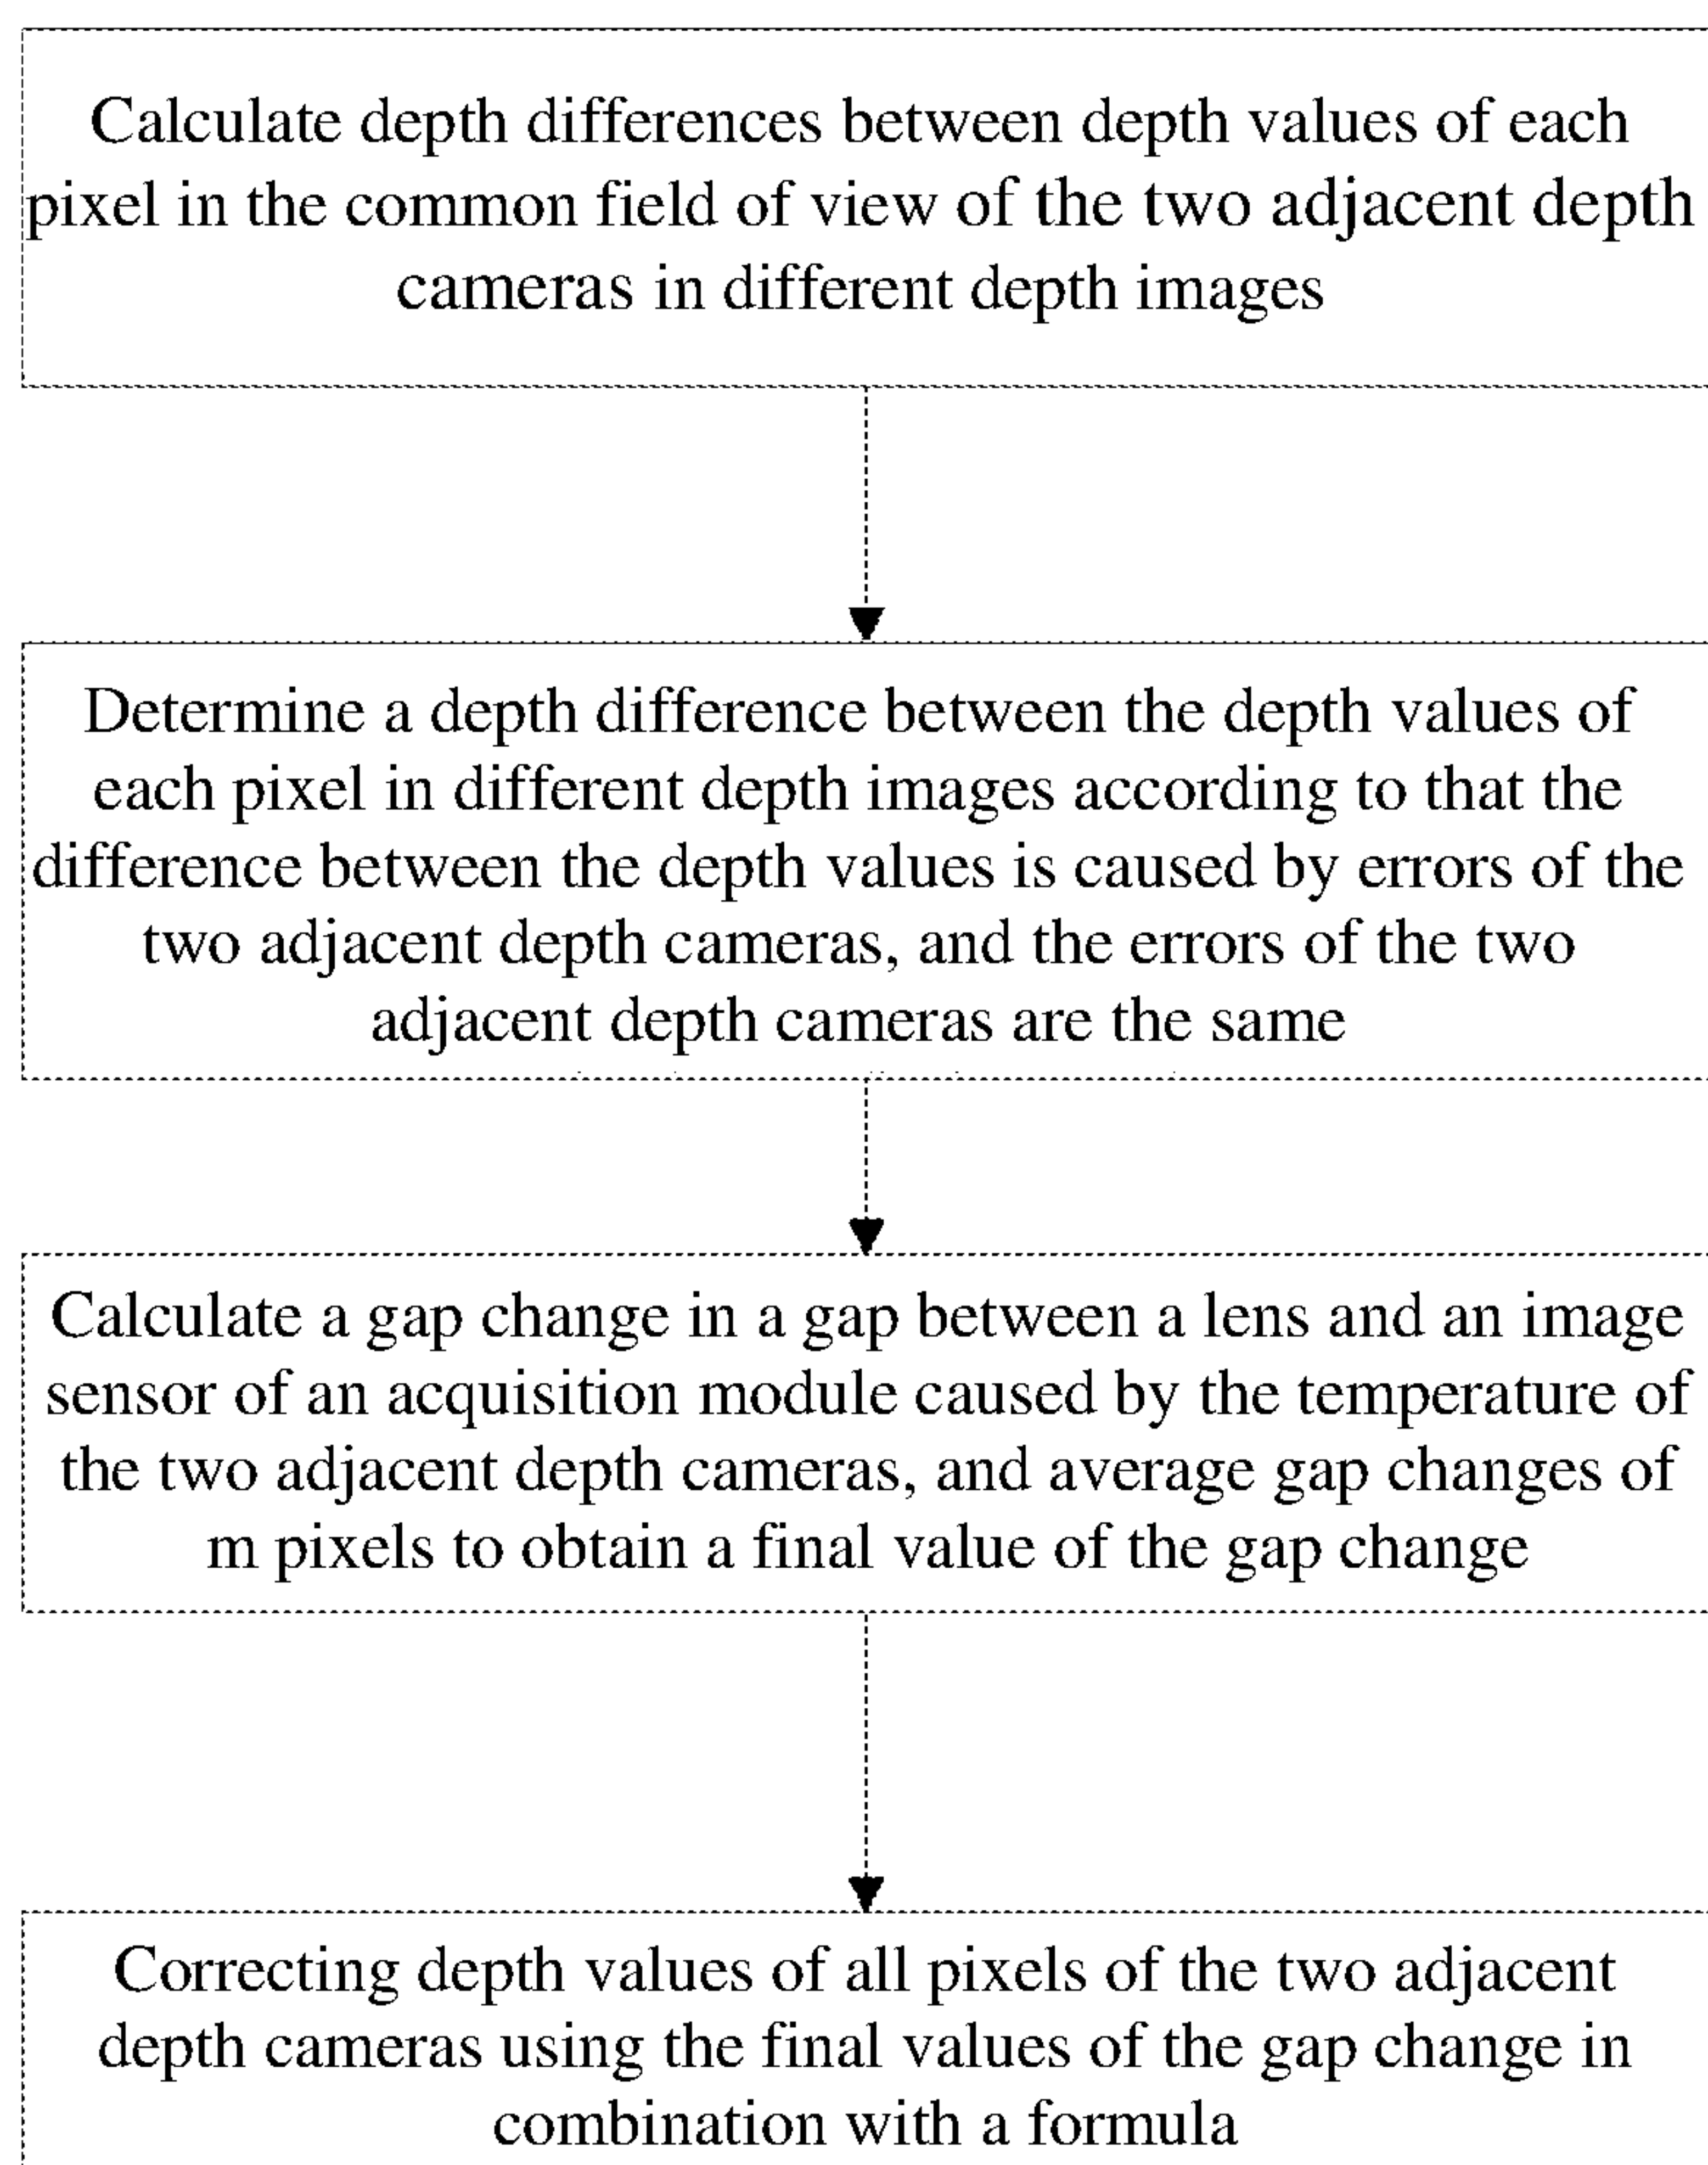 Calculate depth differences between depth values of each
pixel in the common field of view of the two adjacent depth
cameras in different depth images
Determine a depth difference between the depth values of
each pixel in different depth images according to that the
difference between the depth values is caused by errors of the
two adjacent depth cameras, and the errors of the two
adjacent depth cameras are the same
Calculate a gap change in a gap between a lens and an image
sensor of an acquisition module caused by the temperature of
the two adjacent depth cameras, and average gap changes of
m pixels to obtain a final value of the gap change
Correcting depth values of all pixels of the two adjacent
depth cameras using the final values of the gap change in
combination with a formula